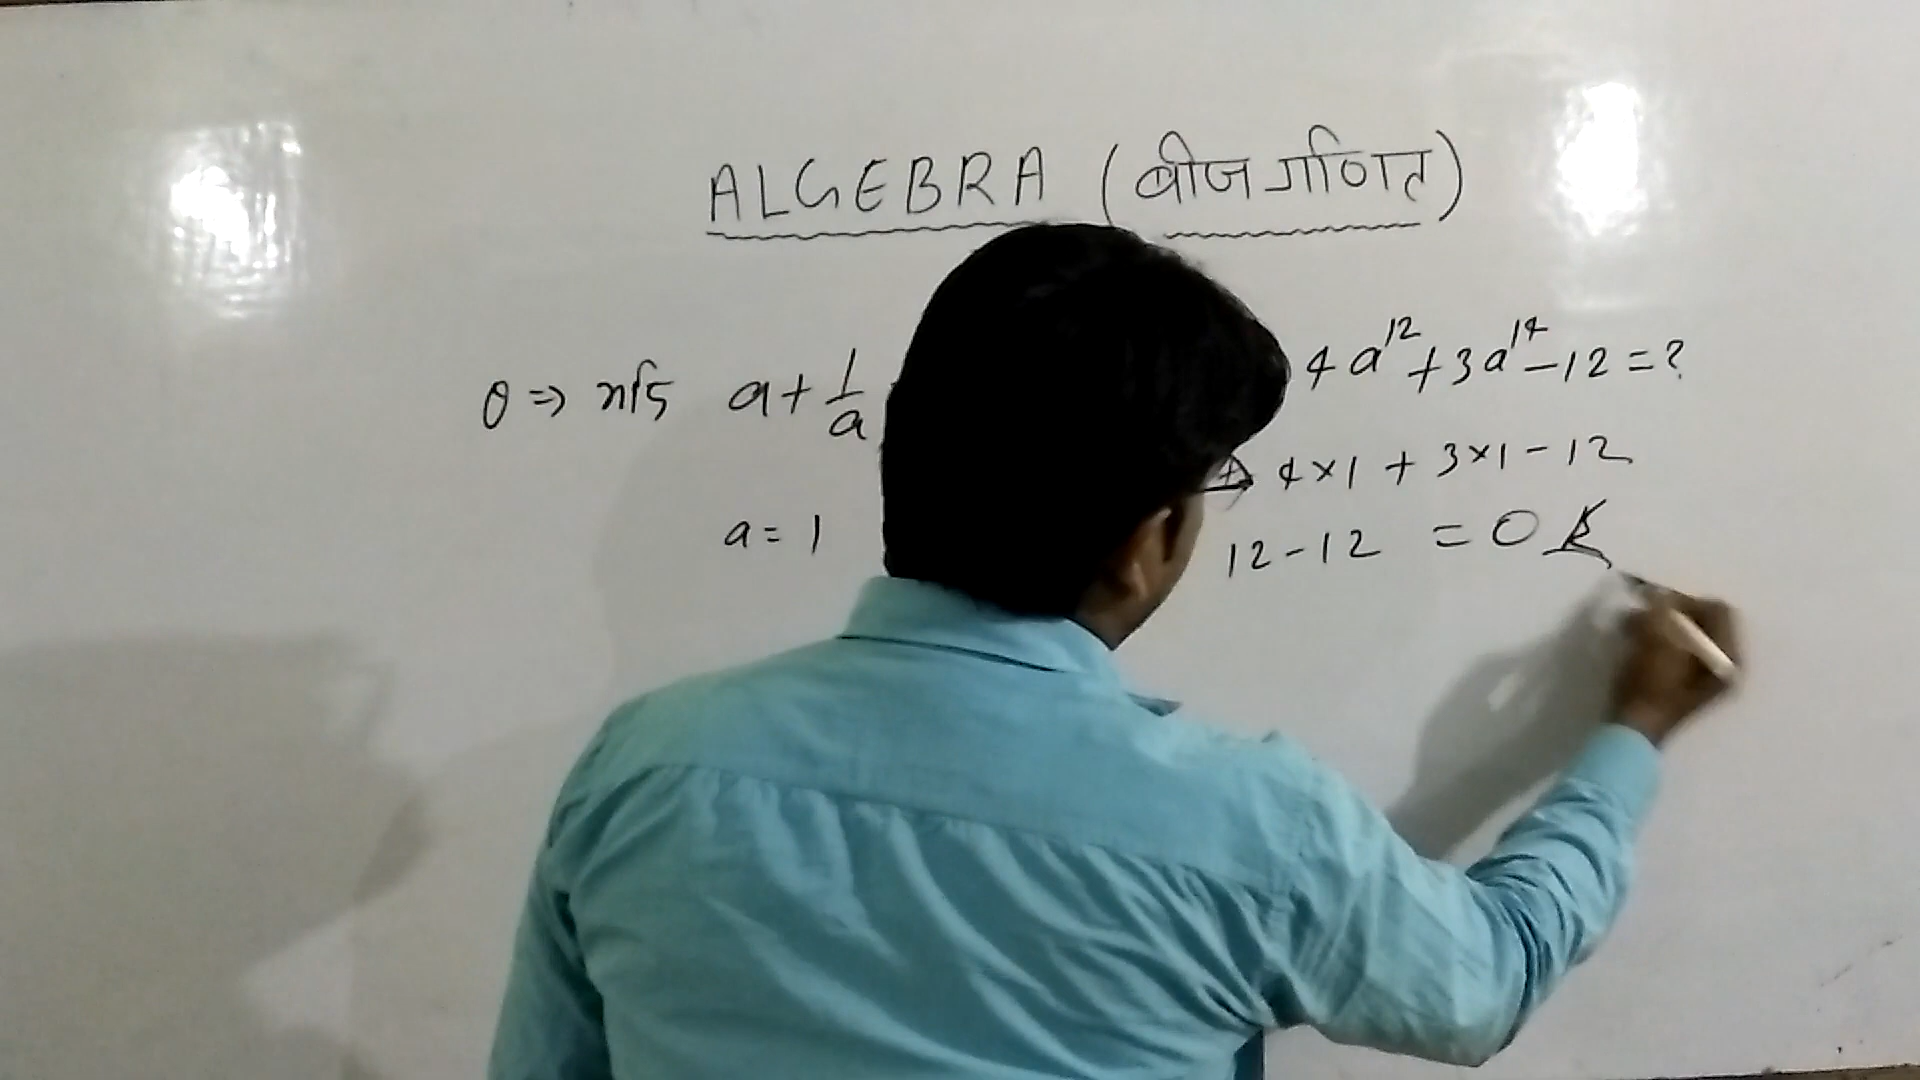 ALGEBRA (बीजगणित)
θ ⇒ यदि a + 1/a 4a¹² + 3a¹⁴ - 12 = ?
4×1 + 3×1 - 12
a = 1 12 - 12 = 0